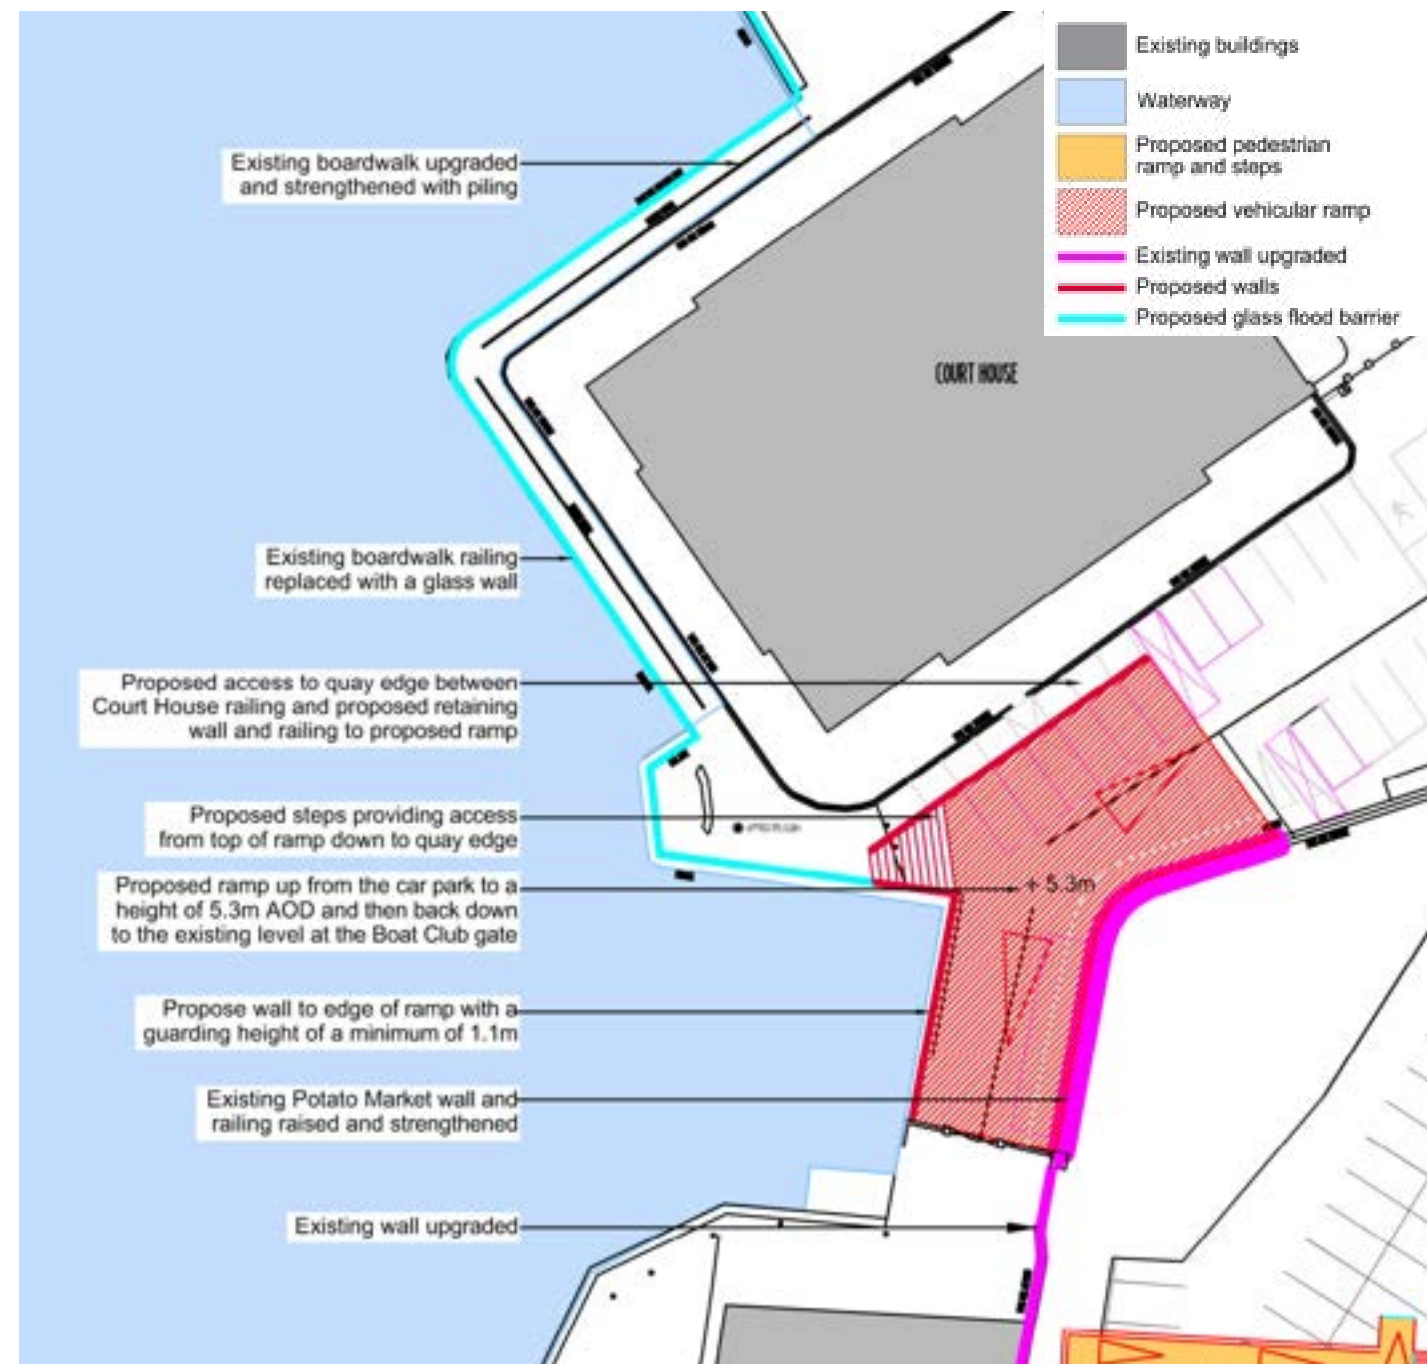 Existing buildings
Waterway
Proposed pedestrian
ramp and steps
Proposed vehicular ramp
Existing wall upgraded
Proposed walls
Proposed glass flood barrier
Existing boardwalk upgraded
and strengthened with piling
COURT HOUSE
Existing boardwalk railing
replaced with a glass wall
Proposed access to quay edge between
Court House railing and proposed retaining
wall and railing to proposed ramp
Proposed steps providing access
from top of ramp down to quay edge
Proposed ramp up from the car park to a
height of 5.3m AOD and then back down
to the existing level at the Boat Club gate
+ 5.3m
Propose wall to edge of ramp with a
guarding height of a minimum of 1.1m
Existing Potato Market wall and
railing raised and strengthened
Existing wall upgraded